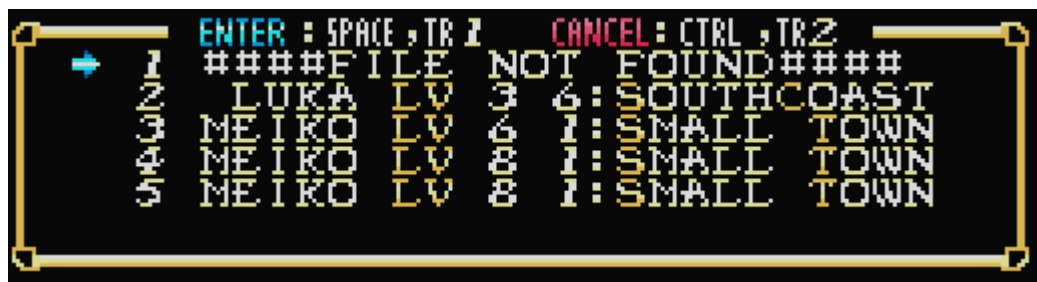 ENTER : SPACE , TR 1 CANCEL : CTRL , TR2
1 ####FILE NOT FOUND####
2 LUKA LV 3 6:SOUTHCOAST
3 MEIKO LV 6 1:SMALL TOWN
4 MEIKO LV 8 1:SMALL TOWN
5 MEIKO LV 8 1:SMALL TOWN